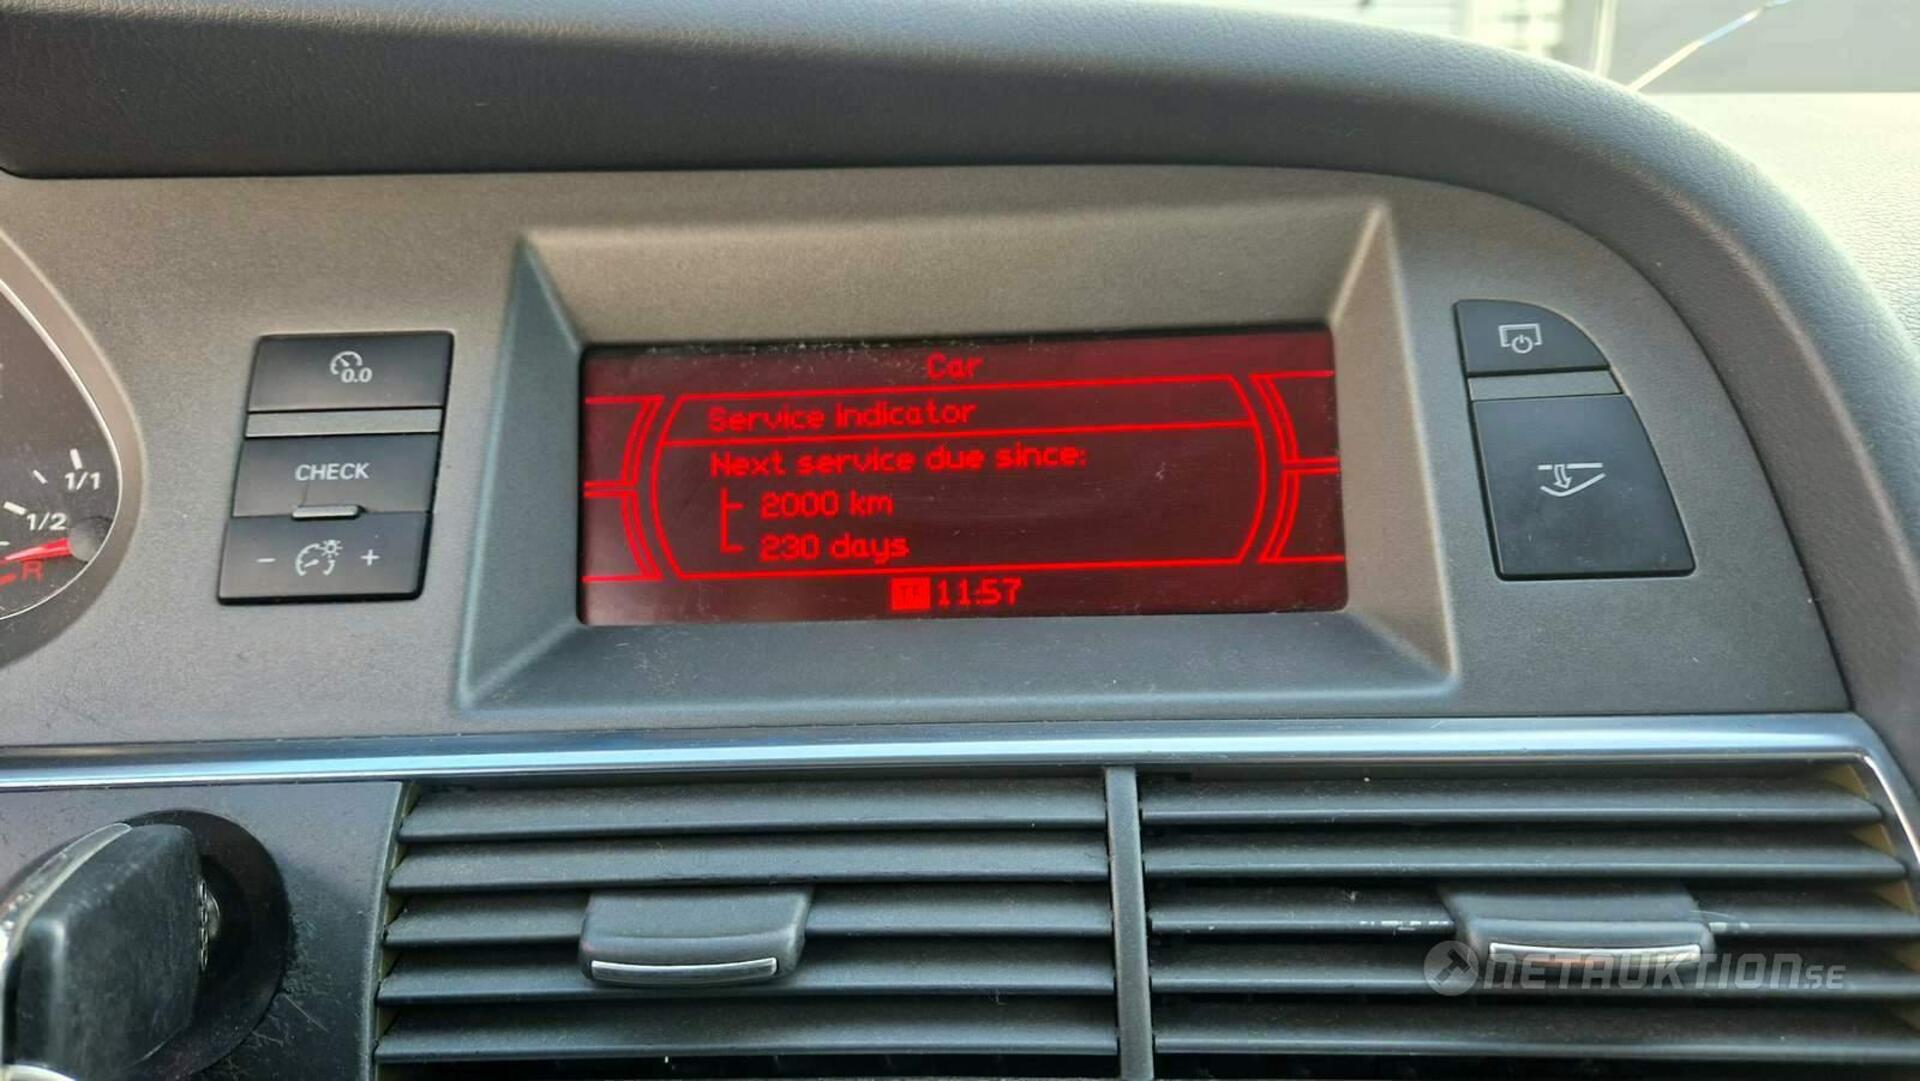 Car
Service indicator
Next service due since:
2000 km
230 days
11:57
0.0
CHECK
- +
1/1
1/2
R
NETAUKTION.SE